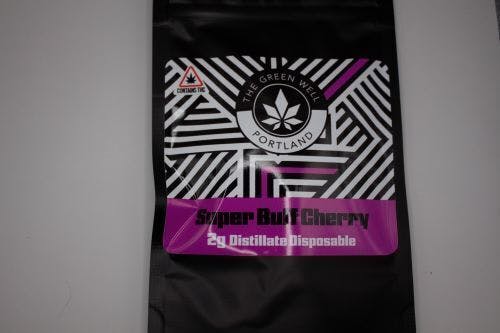 CONTAINS THC
THE GREEN WELL
PORTLAND
Super Buff Cherry
2g Distillate Disposable